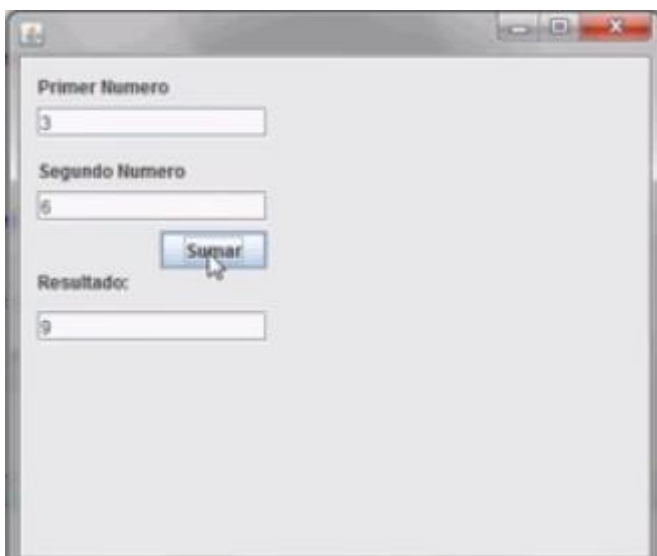 Primer Numero
3
Segundo Numero
6
Sumar
Resultado:
9